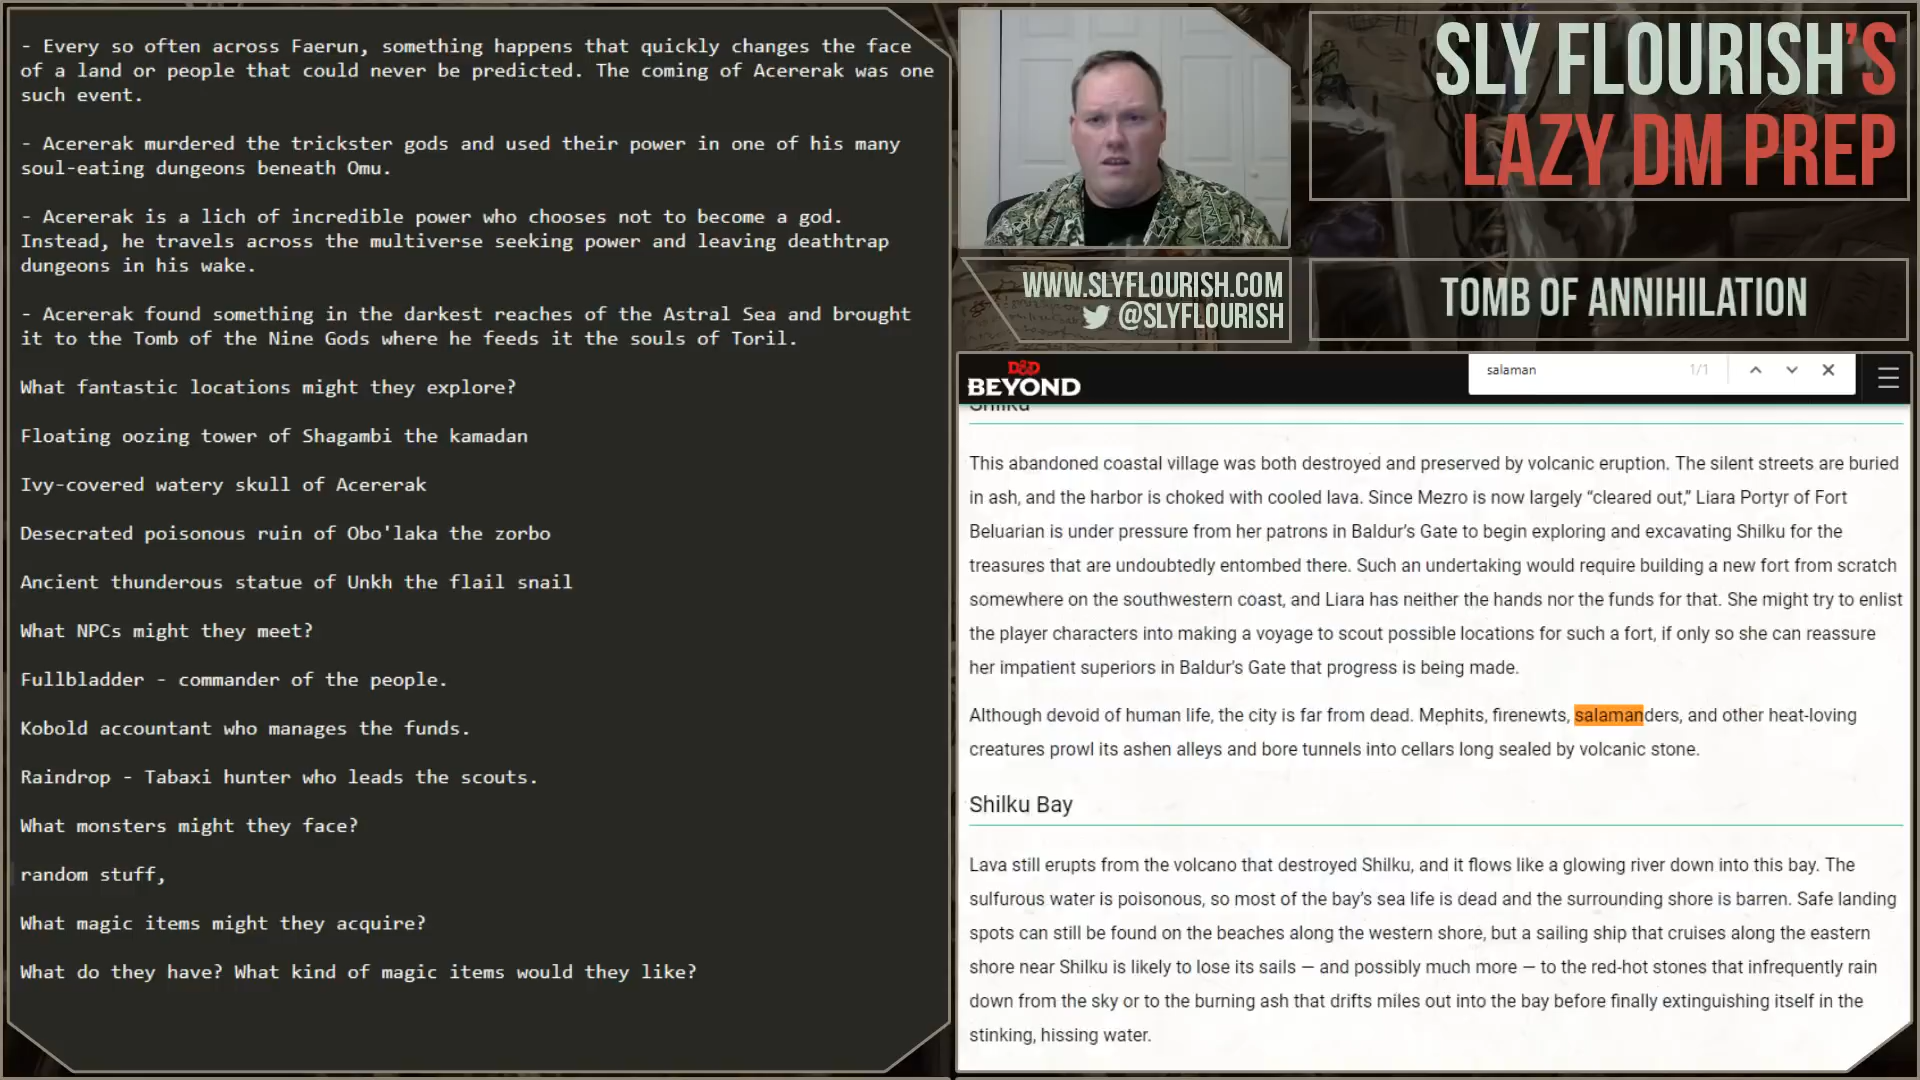 - Every so often across Faerun, something happens that quickly changes the face
of a land or people that could never be predicted. The coming of Acererak was one
such event.
- Acererak murdered the trickster gods and used their power in one of his many
soul-eating dungeons beneath Omu.
- Acererak is a lich of incredible power who chooses not to become a god.
Instead, he travels across the multiverse seeking power and leaving deathtrap
dungeons in his wake.
- Acererak found something in the darkest reaches of the Astral Sea and brought
it to the Tomb of the Nine Gods where he feeds it the souls of Toril.
What fantastic locations might they explore?
Floating oozing tower of Shagambi the kamadan
Ivy-covered watery skull of Acererak
Desecrated poisonous ruin of Obo'laka the zorbo
Ancient thunderous statue of Unkh the flail snail
What NPCs might they meet?
Fullbladder - commander of the people.
Kobold accountant who manages the funds.
Raindrop - Tabaxi hunter who leads the scouts.
What monsters might they face?
random stuff,
What magic items might they acquire?
What do they have? What kind of magic items would they like?
SLY FLOURISH'S
LAZY DM PREP
WWW.SLYFLOURISH.COM
@SLYFLOURISH
TOMB OF ANNIHILATION
D&D
BEYOND
salaman 1/1
Shilku
This abandoned coastal village was both destroyed and preserved by volcanic eruption. The silent streets are buried
in ash, and the harbor is choked with cooled lava. Since Mezro is now largely “cleared out,” Liara Portyr of Fort
Beluarian is under pressure from her patrons in Baldur’s Gate to begin exploring and excavating Shilku for the
treasures that are undoubtedly entombed there. Such an undertaking would require building a new fort from scratch
somewhere on the southwestern coast, and Liara has neither the hands nor the funds for that. She might try to enlist
the player characters into making a voyage to scout possible locations for such a fort, if only so she can reassure
her impatient superiors in Baldur’s Gate that progress is being made.
Although devoid of human life, the city is far from dead. Mephits, firenewts, salamanders, and other heat-loving
creatures prowl its ashen alleys and bore tunnels into cellars long sealed by volcanic stone.
Shilku Bay
Lava still erupts from the volcano that destroyed Shilku, and it flows like a glowing river down into this bay. The
sulfurous water is poisonous, so most of the bay’s sea life is dead and the surrounding shore is barren. Safe landing
spots can still be found on the beaches along the western shore, but a sailing ship that cruises along the eastern
shore near Shilku is likely to lose its sails — and possibly much more — to the red-hot stones that infrequently rain
down from the sky or to the burning ash that drifts miles out into the bay before finally extinguishing itself in the
stinking, hissing water.